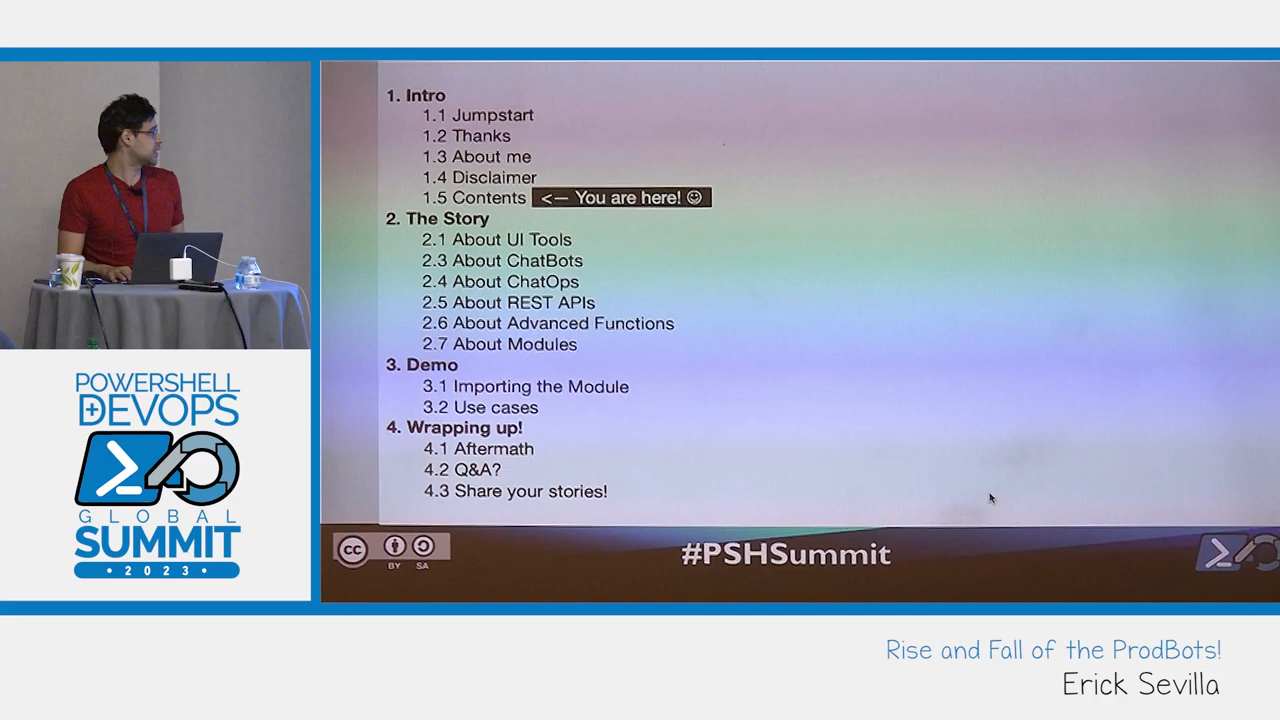 1. Intro
1.1 Jumpstart
1.2 Thanks
1.3 About me
1.4 Disclaimer
1.5 Contents <— You are here! ☺
2. The Story
2.1 About UI Tools
2.3 About ChatBots
2.4 About ChatOps
2.5 About REST APIs
2.6 About Advanced Functions
2.7 About Modules
3. Demo
3.1 Importing the Module
3.2 Use cases
4. Wrapping up!
4.1 Aftermath
4.2 Q&A?
4.3 Share your stories!
CC BY SA
#PSHSummit
POWERSHELL
DEVOPS
GLOBAL
SUMMIT
• 2023 •
Rise and Fall of the ProdBots!
Erick Sevilla